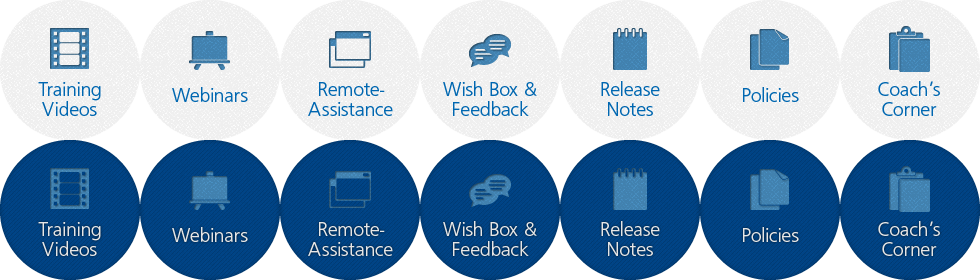 Training
Videos
Webinars
Remote-
Assistance
Wish Box &
Feedback
Release
Notes
Policies
Coach's
Corner
Training
Videos
Webinars
Remote-
Assistance
Wish Box &
Feedback
Release
Notes
Policies
Coach's
Corner